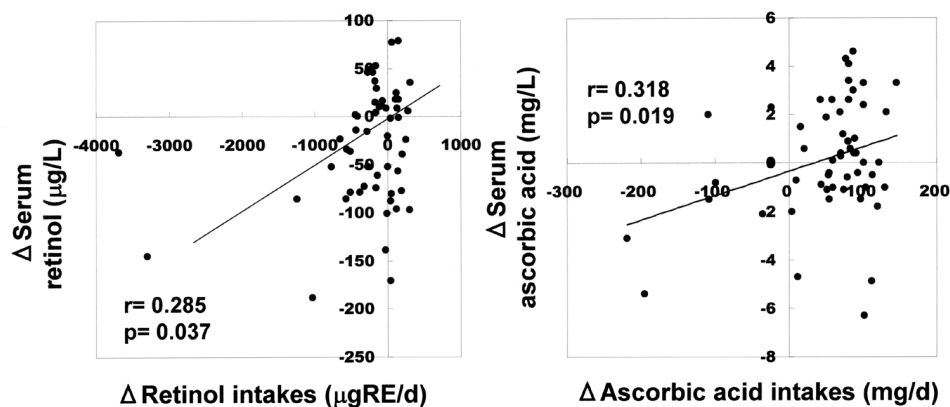 100
50
0
-4000 -3000 -2000 -1000 0 1000
-50
-100
-150
-200
-250
Δ Serum
retinol (μg/L)
r= 0.285
p= 0.037
Δ Retinol intakes (μgRE/d)
6
4
2
0
-300 -200 -100 0 100 200
-2
-4
-6
-8
Δ Serum
ascorbic acid (mg/L)
r= 0.318
p= 0.019
Δ Ascorbic acid intakes (mg/d)